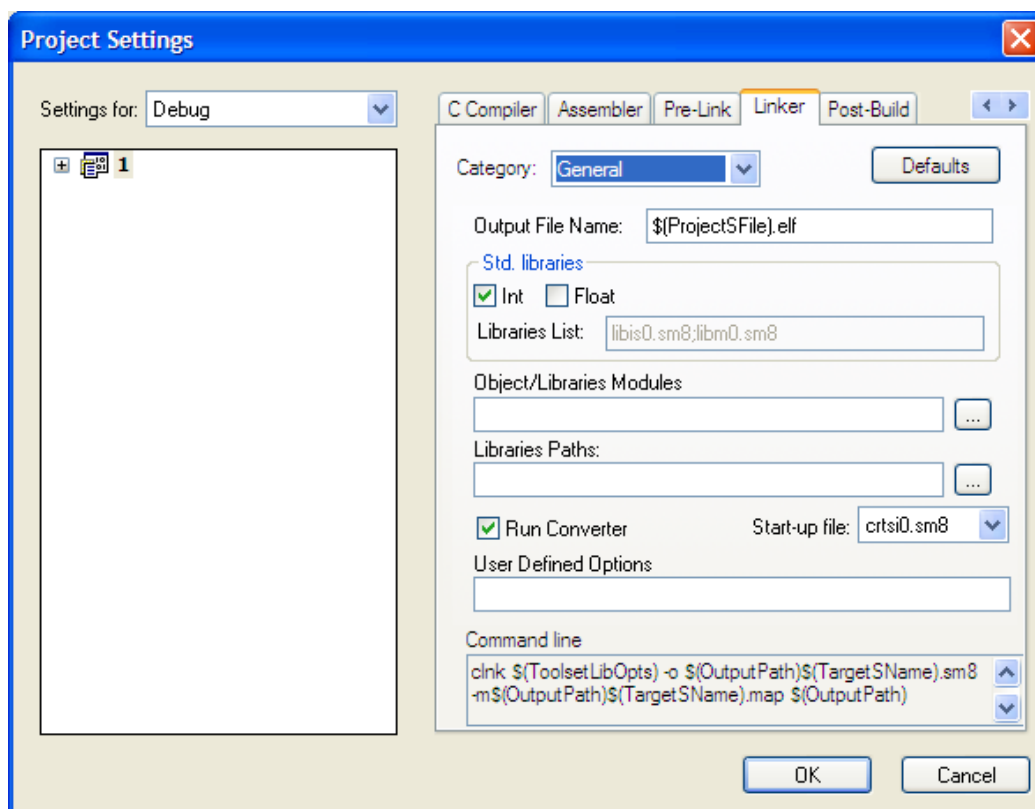 Project Settings
Settings for: Debug
1
C Compiler Assembler Pre-Link Linker Post-Build
Category: General Defaults
Output File Name: $(ProjectSFile).elf
Std. libraries
Int Float
Libraries List: libis0.sm8;libm0.sm8
Object/Libraries Modules
...
Libraries Paths:
...
Run Converter Start-up file: crtsi0.sm8
User Defined Options
Command line
clnk $(ToolsetLibOpts) -o $(OutputPath)$(TargetSName).sm8
-m$(OutputPath)$(TargetSName).map $(OutputPath)
OK Cancel